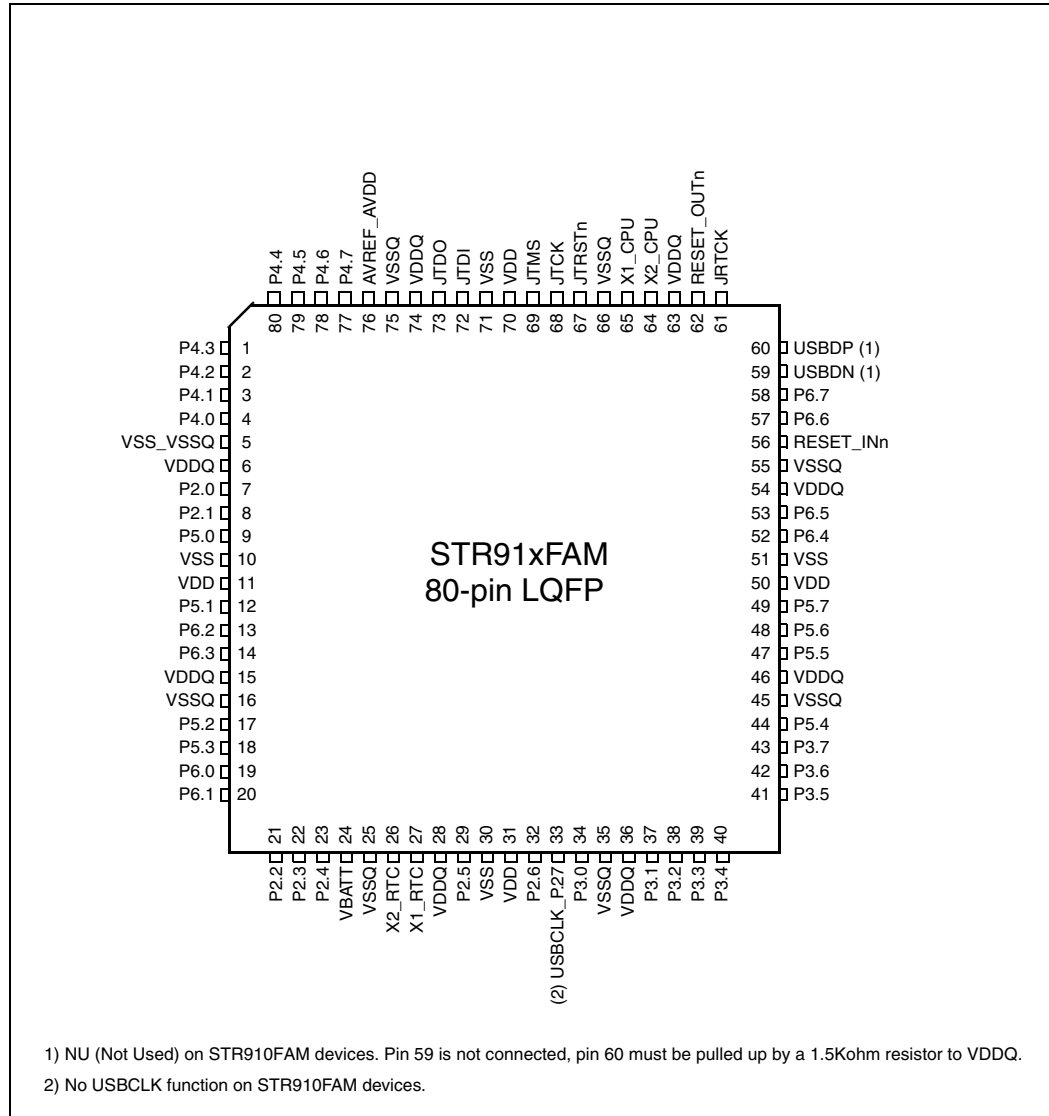 P4.4
P4.5
P4.6
P4.7
AVREF_AVDD
VSSQ
VDDQ
JTDO
JTDI
VSS
VDD
JTMS
JTCK
JTRSTn
VSSQ
X1_CPU
X2_CPU
VDDQ
RESET_OUTn
JRTCK
80
79
78
77
76
75
74
73
72
71
70
69
68
67
66
65
64
63
62
61
P4.3 1
P4.2 2
P4.1 3
P4.0 4
VSS_VSSQ 5
VDDQ 6
P2.0 7
P2.1 8
P5.0 9
VSS 10
VDD 11
P5.1 12
P6.2 13
P6.3 14
VDDQ 15
VSSQ 16
P5.2 17
P5.3 18
P6.0 19
P6.1 20
STR91xFAM
80-pin LQFP
60 USBDP (1)
59 USBDN (1)
58 P6.7
57 P6.6
56 RESET_INn
55 VSSQ
54 VDDQ
53 P6.5
52 P6.4
51 VSS
50 VDD
49 P5.7
48 P5.6
47 P5.5
46 VDDQ
45 VSSQ
44 P5.4
43 P3.7
42 P3.6
41 P3.5
21
22
23
24
25
26
27
28
29
30
31
32
33
34
35
36
37
38
39
40
P2.2
P2.3
P2.4
VBATT
VSSQ
X2_RTC
X1_RTC
VDDQ
P2.5
VSS
VDD
P2.6
(2) USBCLK_P2.7
P3.0
VSSQ
VDDQ
P3.1
P3.2
P3.3
P3.4
1) NU (Not Used) on STR910FAM devices. Pin 59 is not connected, pin 60 must be pulled up by a 1.5Kohm resistor to VDDQ.
2) No USBCLK function on STR910FAM devices.